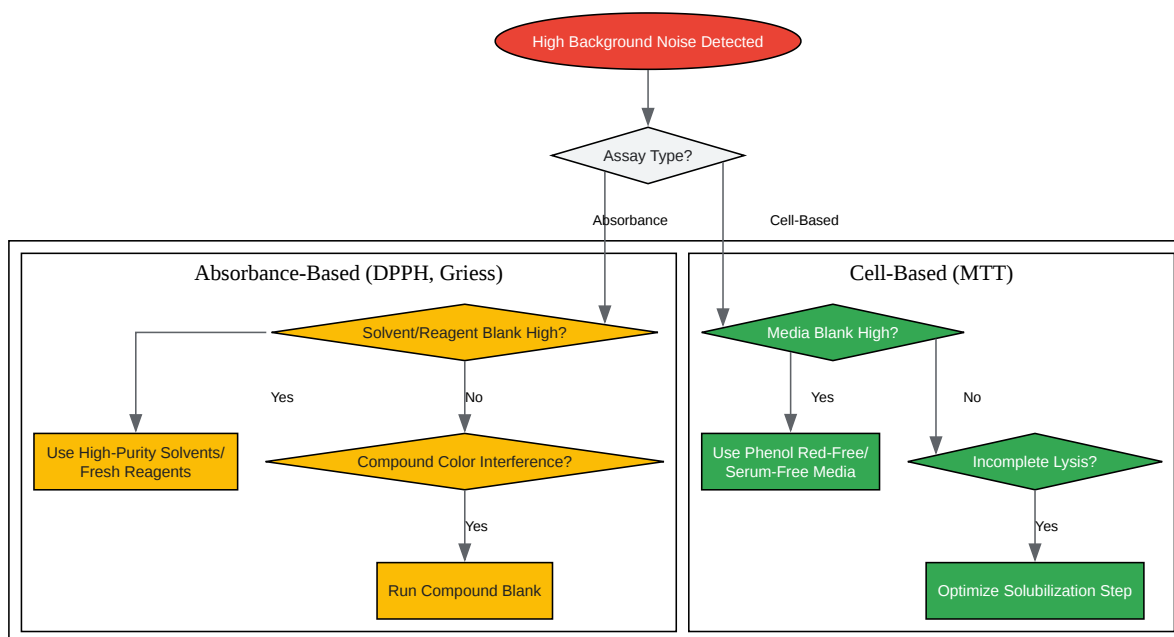 High Background Noise Detected
Assay Type?
Absorbance
Cell-Based
Absorbance-Based (DPPH, Griess)
Cell-Based (MTT)
Solvent/Reagent Blank High?
Media Blank High?
Yes
No
Yes
No
Use High-Purity Solvents/
Fresh Reagents
Compound Color Interference?
Use Phenol Red-Free/
Serum-Free Media
Incomplete Lysis?
Yes
Yes
Run Compound Blank
Optimize Solubilization Step